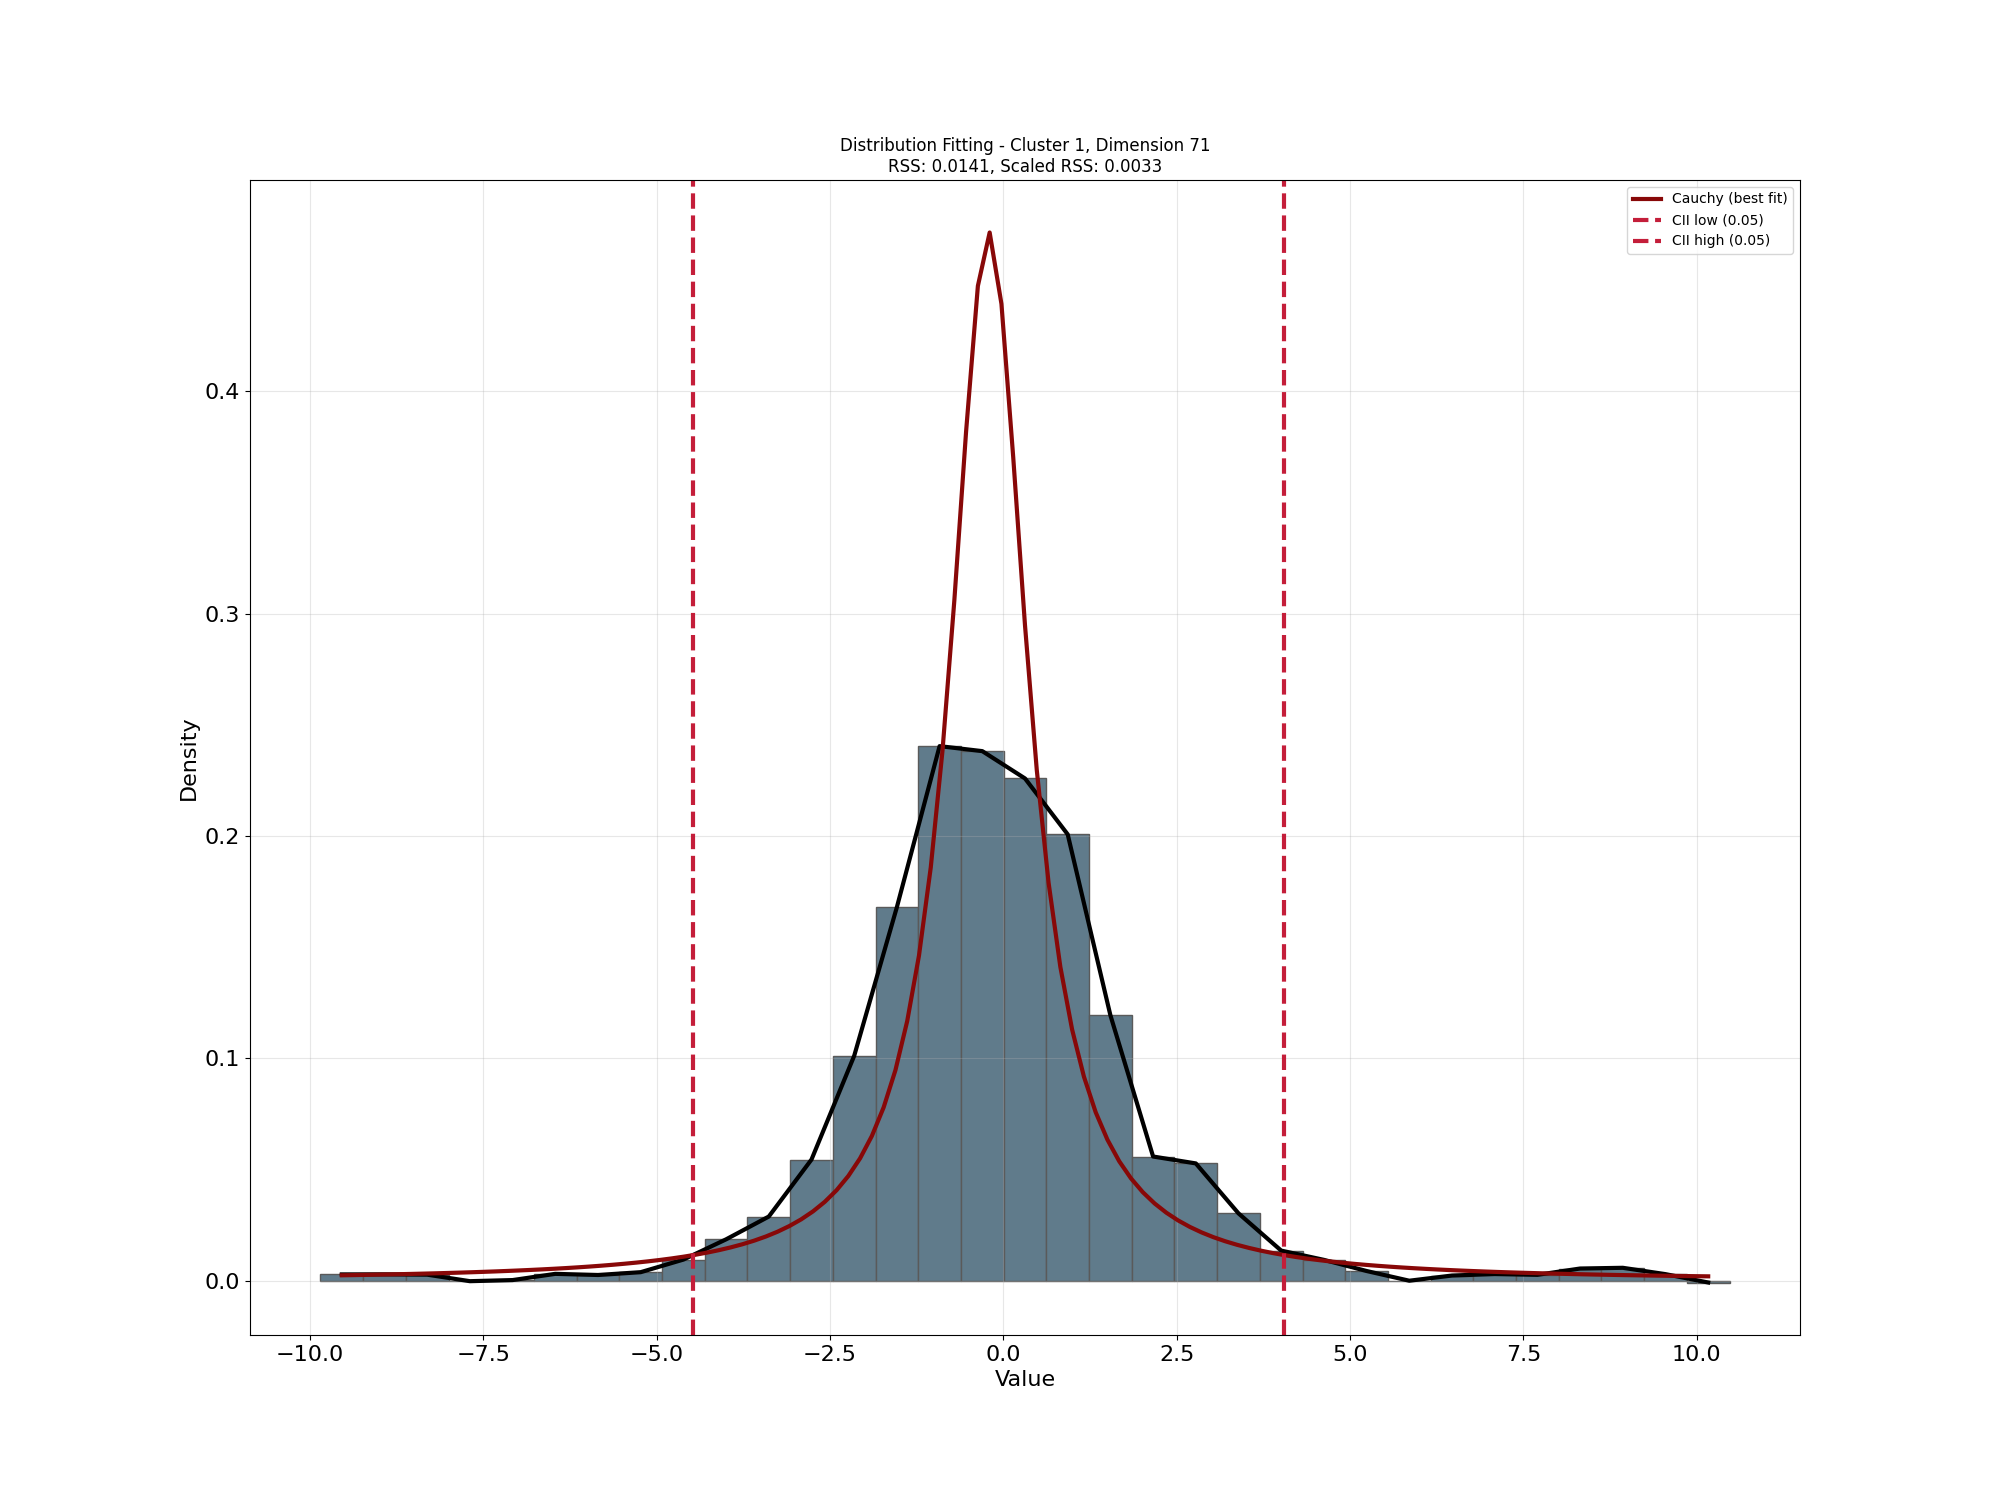 Distribution Fitting - Cluster 1, Dimension 71
RSS: 0.0141, Scaled RSS: 0.0033
Cauchy (best fit)
CII low (0.05)
CII high (0.05)
0.4
0.3
0.2
0.1
0.0
Density
−10.0 −7.5 −5.0 −2.5 0.0 2.5 5.0 7.5 10.0
Value